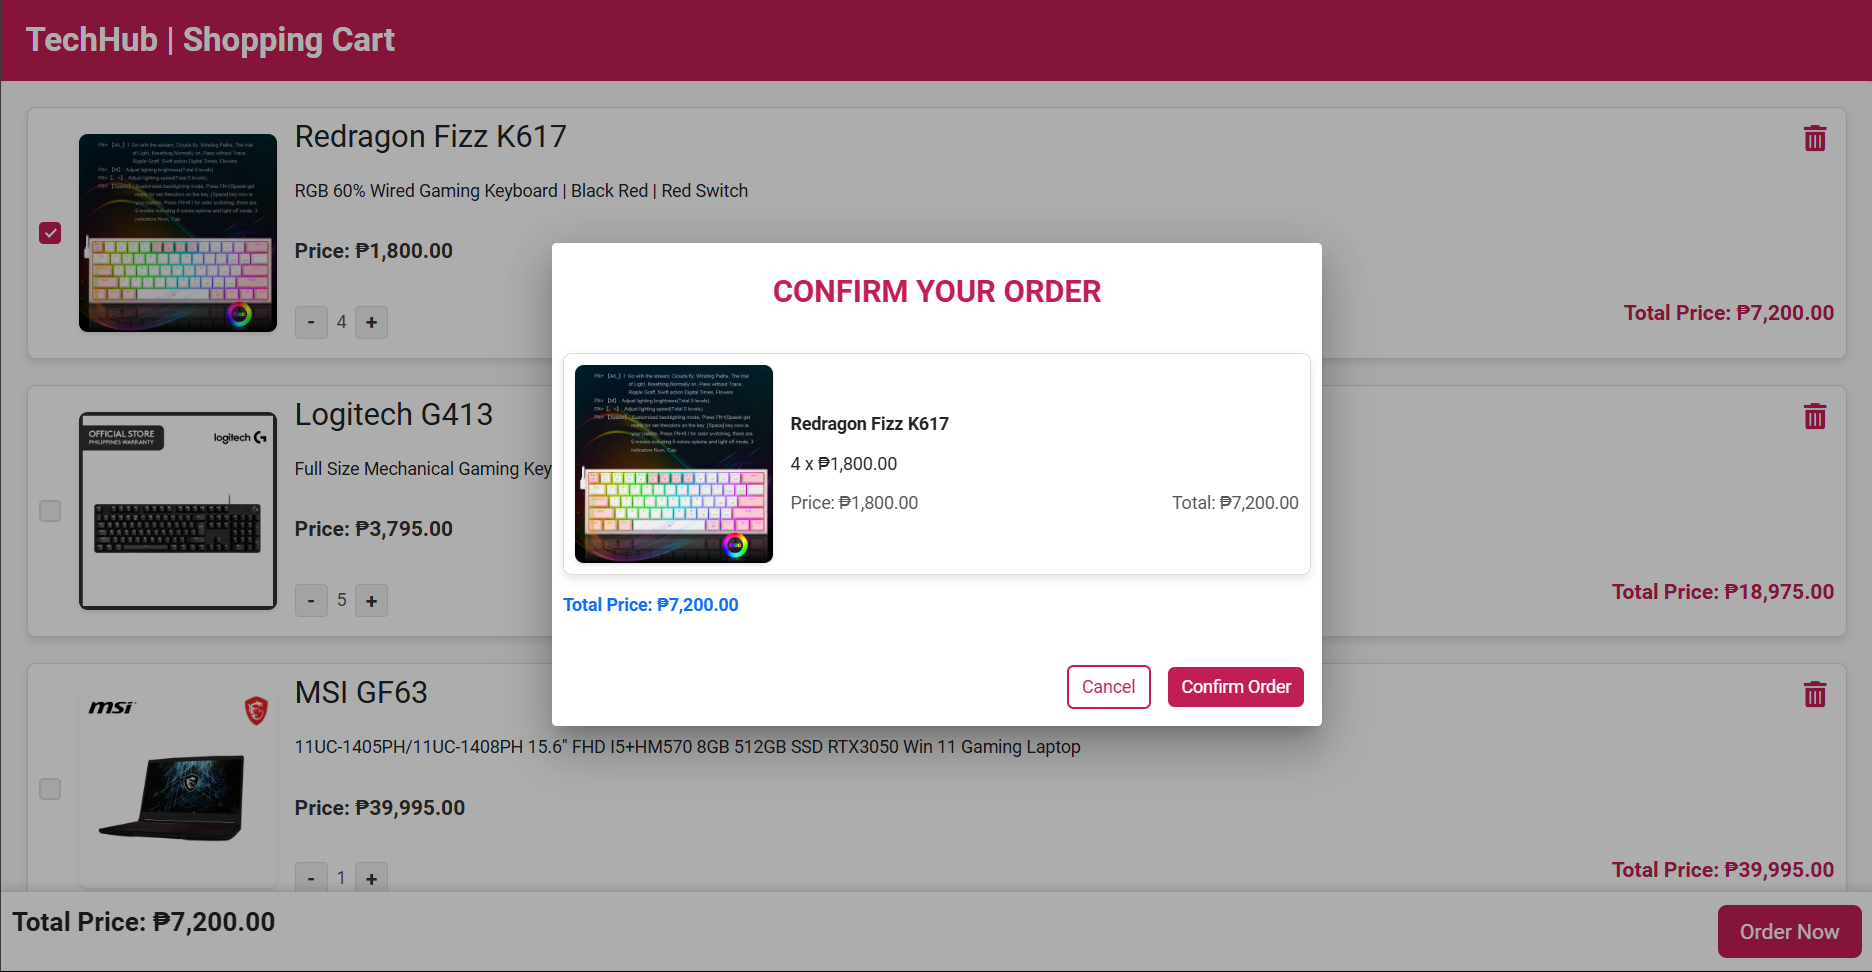 TechHub | Shopping Cart
Redragon Fizz K617
RGB 60% Wired Gaming Keyboard | Black Red | Red Switch
Price: ₱1,800.00
- 4 +
Total Price: ₱7,200.00
OFFICIAL STORE
PHILIPPINES WARRANTY
logitech G
Logitech G413
Full Size Mechanical Gaming Key
Price: ₱3,795.00
- 5 +
Total Price: ₱18,975.00
msi
MSI GF63
11UC-1405PH/11UC-1408PH 15.6" FHD I5+HM570 8GB 512GB SSD RTX3050 Win 11 Gaming Laptop
Price: ₱39,995.00
- 1 +
Total Price: ₱39,995.00
CONFIRM YOUR ORDER
Redragon Fizz K617
4 x ₱1,800.00
Price: ₱1,800.00
Total: ₱7,200.00
Total Price: ₱7,200.00
Cancel
Confirm Order
Total Price: ₱7,200.00
Order Now